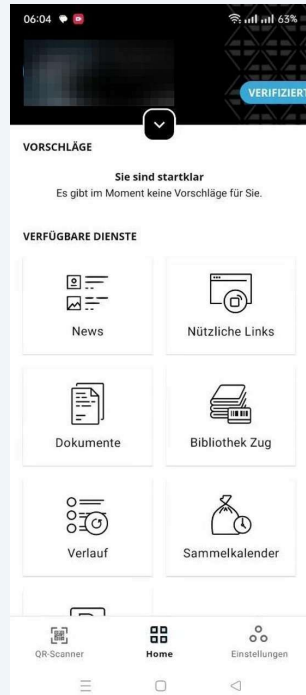 06:04
63%
VERIFIZIERT
VORSCHLÄGE
Sie sind startklar
Es gibt im Moment keine Vorschläge für Sie.
VERFÜGBARE DIENSTE
News
Nützliche Links
Dokumente
Bibliothek Zug
Verlauf
Sammelkalender
QR-Scanner
Home
Einstellungen